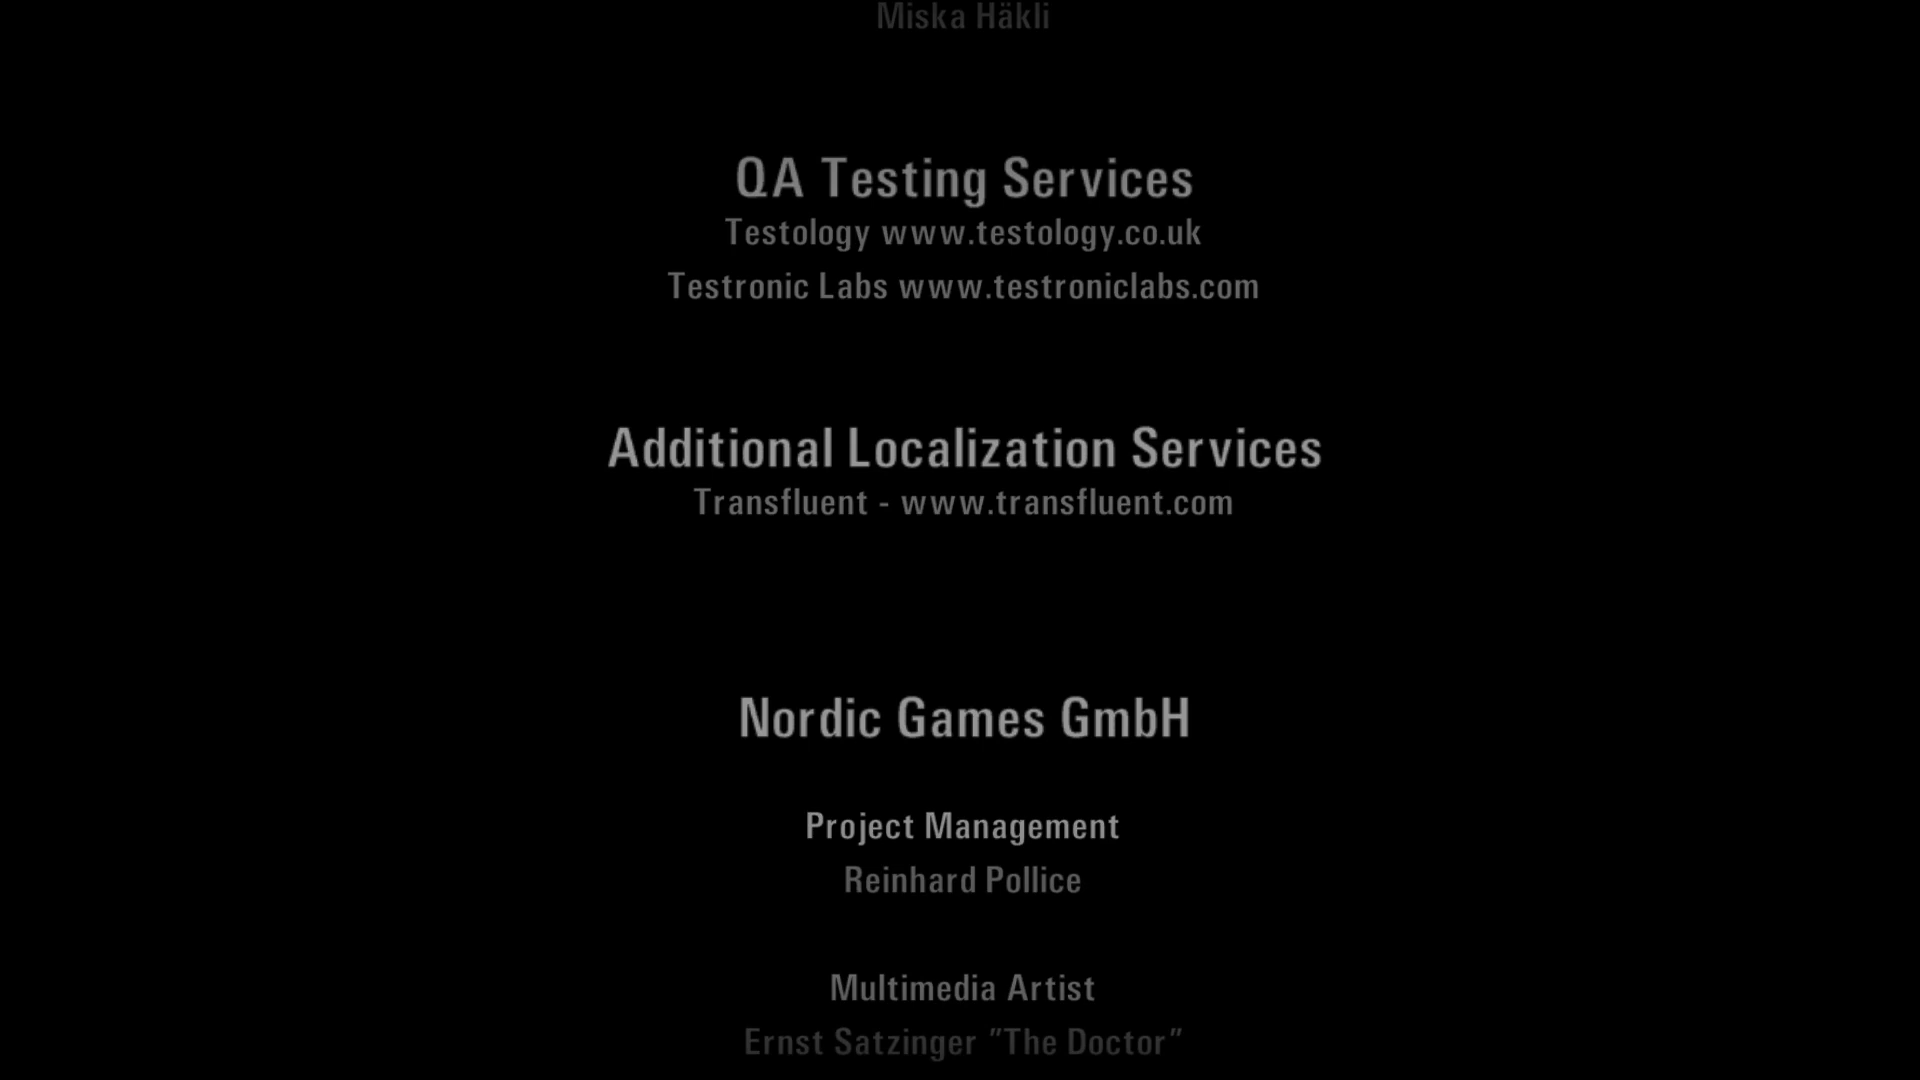 Miska Häkli
QA Testing Services
Testology www.testology.co.uk
Testronic Labs www.testroniclabs.com
Additional Localization Services
Transfluent - www.transfluent.com
Nordic Games GmbH
Project Management
Reinhard Pollice
Multimedia Artist
Ernst Satzinger ”The Doctor”